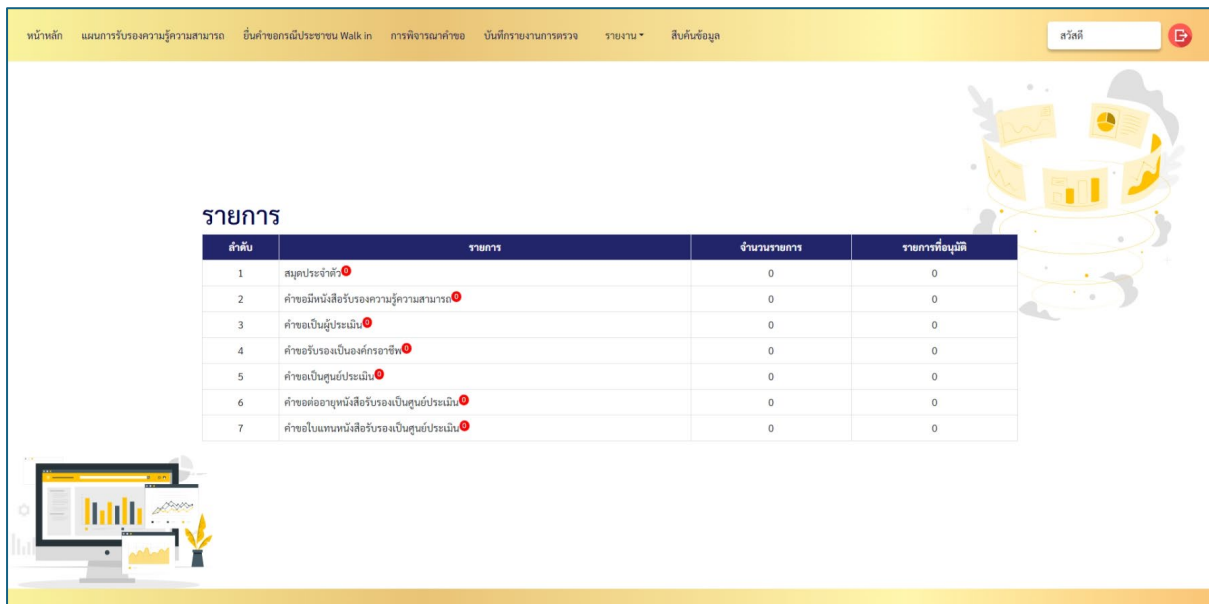 หน้าหลัก แผนการรับรองความรู้ความสามารถ ยื่นคำขอกรณีประชาชน Walk in การพิจารณาคำขอ บันทึกรายงานการตรวจ รายงาน สืบค้นข้อมูล สวัสดี
รายการ
ลำดับ รายการ จำนวนรายการ รายการที่อนุมัติ
1 สมุดประจำตัว 0 0 0
2 คำขอมีหนังสือรับรองความรู้ความสามารถ 0 0 0
3 คำขอเป็นผู้ประเมิน 0 0 0
4 คำขอรับรองเป็นองค์กรอาชีพ 0 0 0
5 คำขอเป็นศูนย์ประเมิน 0 0 0
6 คำขอต่ออายุหนังสือรับรองเป็นศูนย์ประเมิน 0 0 0
7 คำขอใบแทนหนังสือรับรองเป็นศูนย์ประเมิน 0 0 0